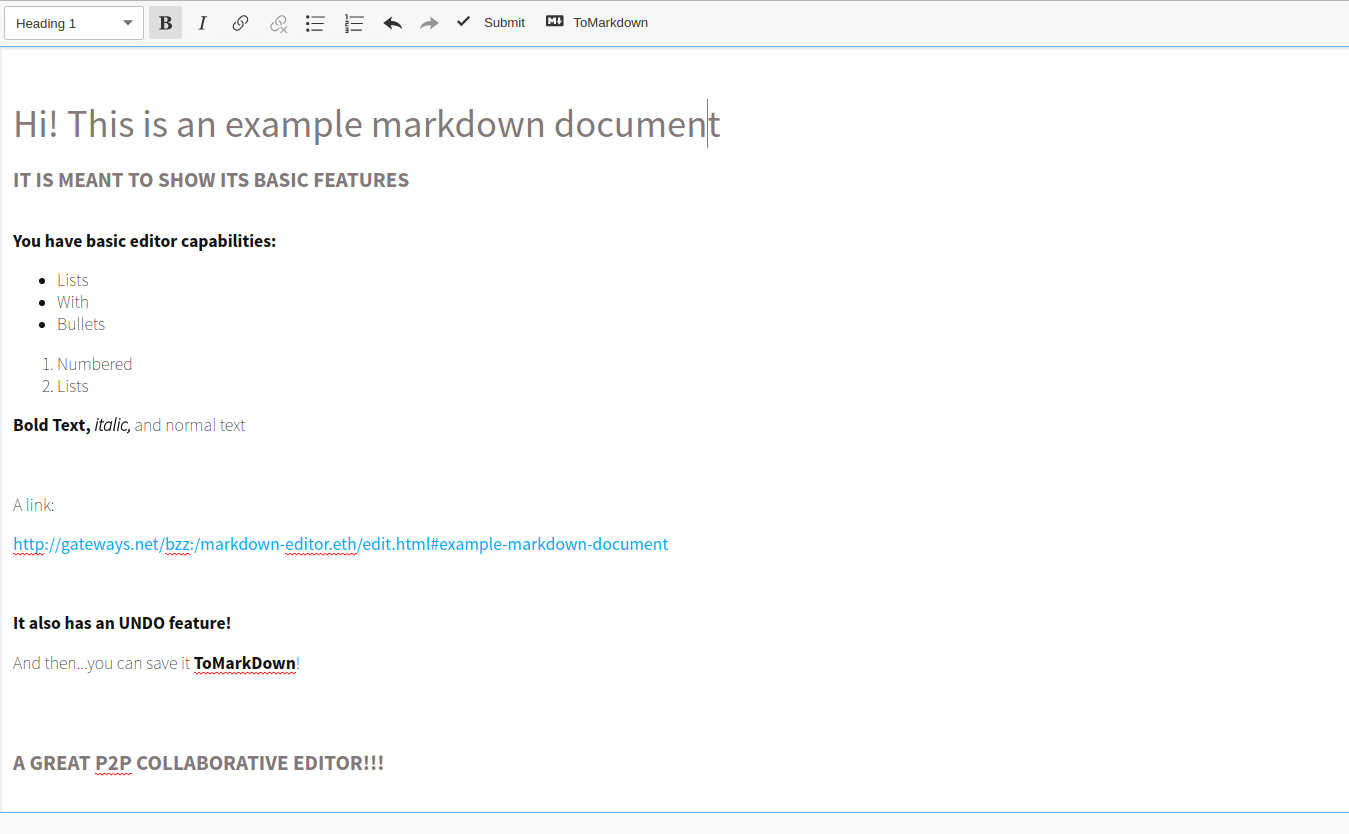 Heading 1 B I Submit M ToMarkdown
Hi! This is an example markdown document
IT IS MEANT TO SHOW ITS BASIC FEATURES
You have basic editor capabilities:
Lists
With
Bullets
1. Numbered
2. Lists
Bold Text, italic, and normal text
A link:
http://gateways.net/bzz:/markdown-editor.eth/edit.html#example-markdown-document
It also has an UNDO feature!
And then...you can save it ToMarkDown!
A GREAT P2P COLLABORATIVE EDITOR!!!